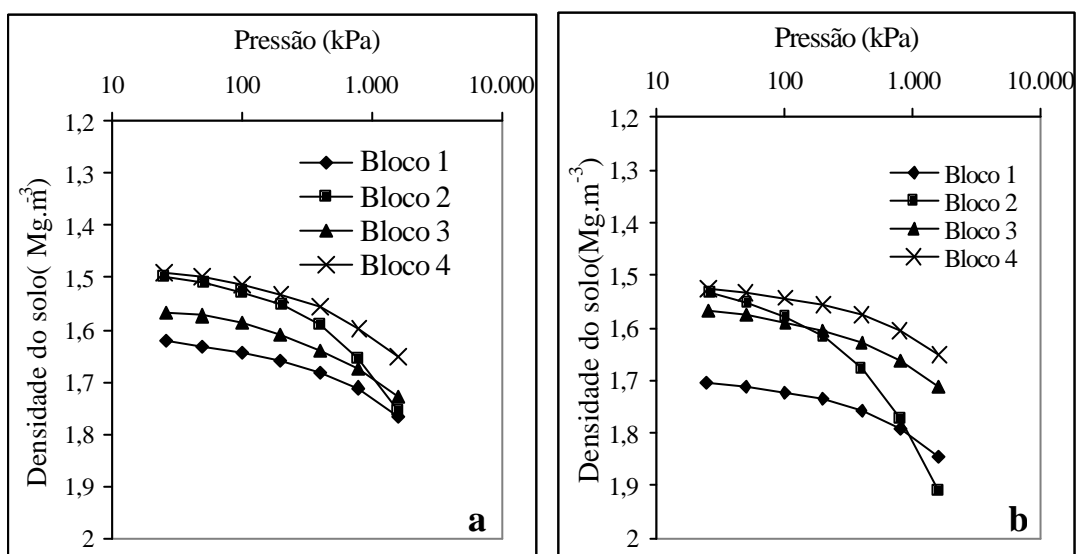 Pressão (kPa)
10 100 1.000 10.000
1,2
1,3
1,4
1,5
1,6
1,7
1,8
1,9
2
Densidade do solo( Mg.m-3)
Bloco 1
Bloco 2
Bloco 3
Bloco 4
a
Pressão (kPa)
10 100 1.000 10.000
1,2
1,3
1,4
1,5
1,6
1,7
1,8
1,9
2
Densidade do solo(Mg.m-3)
Bloco 1
Bloco 2
Bloco 3
Bloco 4
b